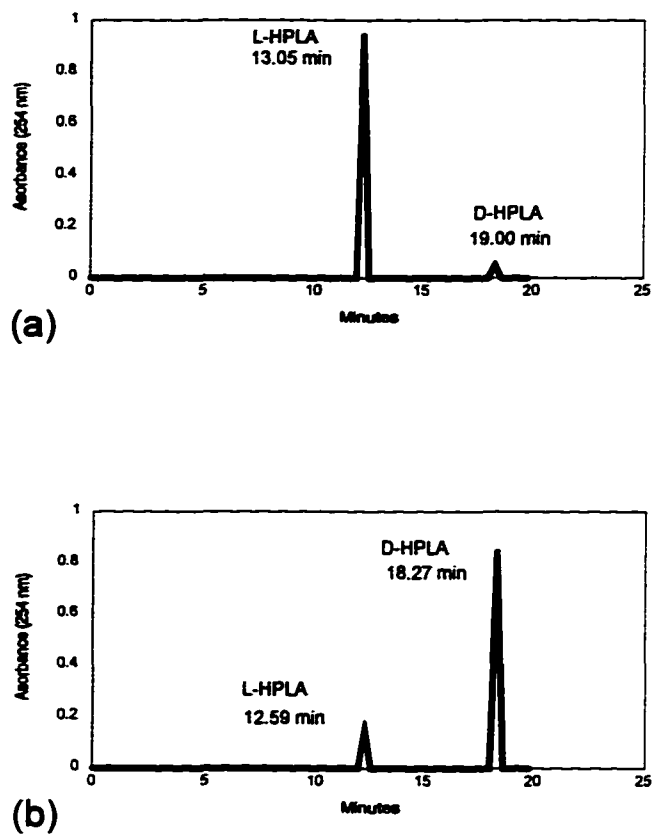 1
L-HPLA
13.05 min
0.8
0.6
Asorbance (254 nm)
0.4
D-HPLA
19.00 min
0.2
0
0 5 10 15 20 25
Minutes
(a)
1
D-HPLA
18.27 min
0.8
0.6
Asorbance (254 nm)
0.4
L-HPLA
12.59 min
0.2
0
0 5 10 15 20 25
Minutes
(b)